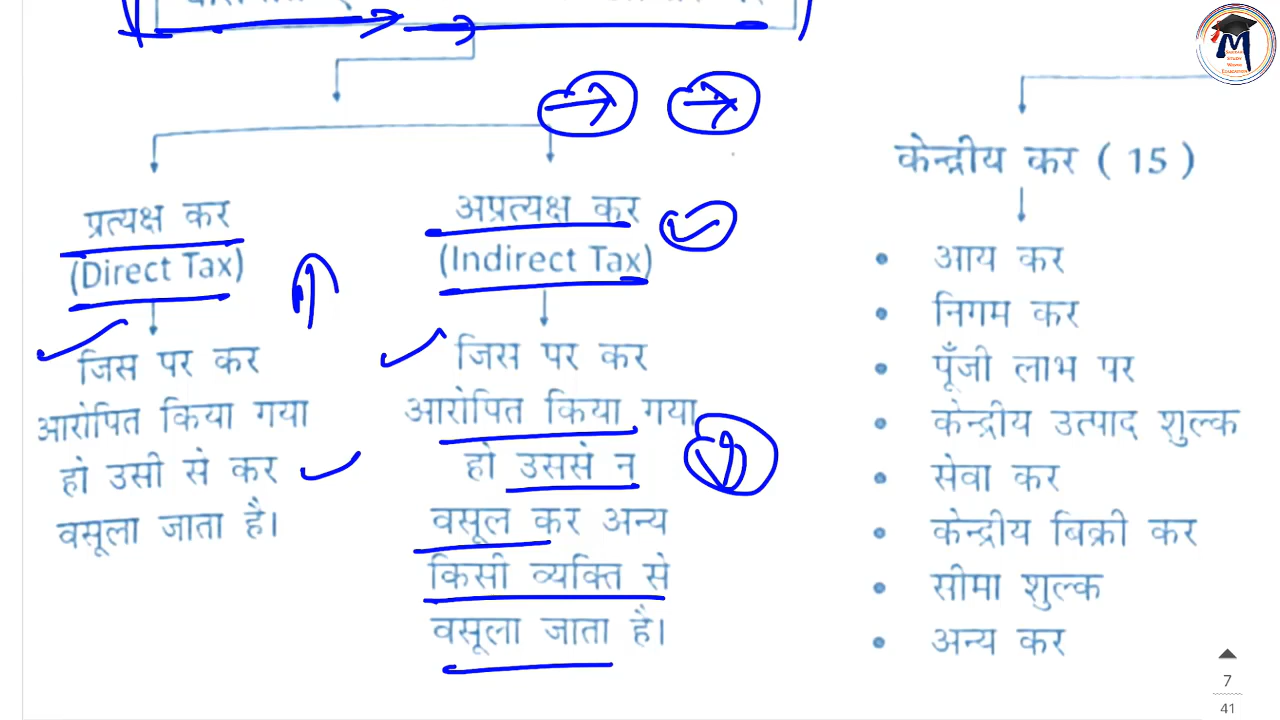 प्रत्यक्ष कर
(Direct Tax)
जिस पर कर
आरोपित किया गया
हो उसी से कर
वसूला जाता है।
अप्रत्यक्ष कर
(Indirect Tax)
जिस पर कर
आरोपित किया गया
हो उससे न
वसूल कर अन्य
किसी व्यक्ति से
वसूला जाता है।
केन्द्रीय कर ( 15 )
• आय कर
• निगम कर
• पूँजी लाभ पर
• केन्द्रीय उत्पाद शुल्क
• सेवा कर
• केन्द्रीय बिक्री कर
• सीमा शुल्क
• अन्य कर
7
41